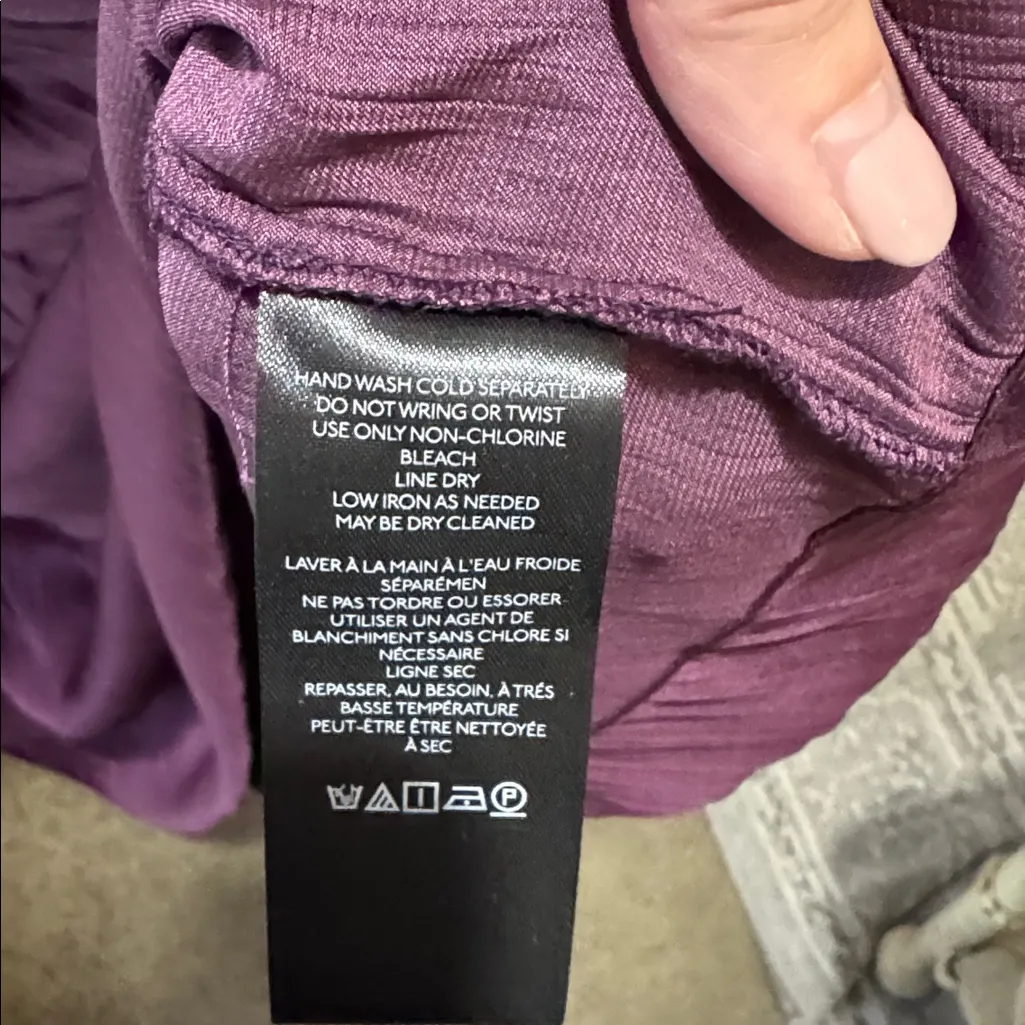 HAND WASH COLD SEPARATELY
DO NOT WRING OR TWIST
USE ONLY NON-CHLORINE
BLEACH
LINE DRY
LOW IRON AS NEEDED
MAY BE DRY CLEANED
LAVER À LA MAIN À L'EAU FROIDE
SÉPARÉMEN
NE PAS TORDRE OU ESSORER
UTILISER UN AGENT DE
BLANCHIMENT SANS CHLORE SI
NÉCESSAIRE
LIGNE SEC
REPASSER, AU BESOIN, À TRÉS
BASSE TEMPÉRATURE
PEUT-ÊTRE ÊTRE NETTOYÉE
À SEC
P